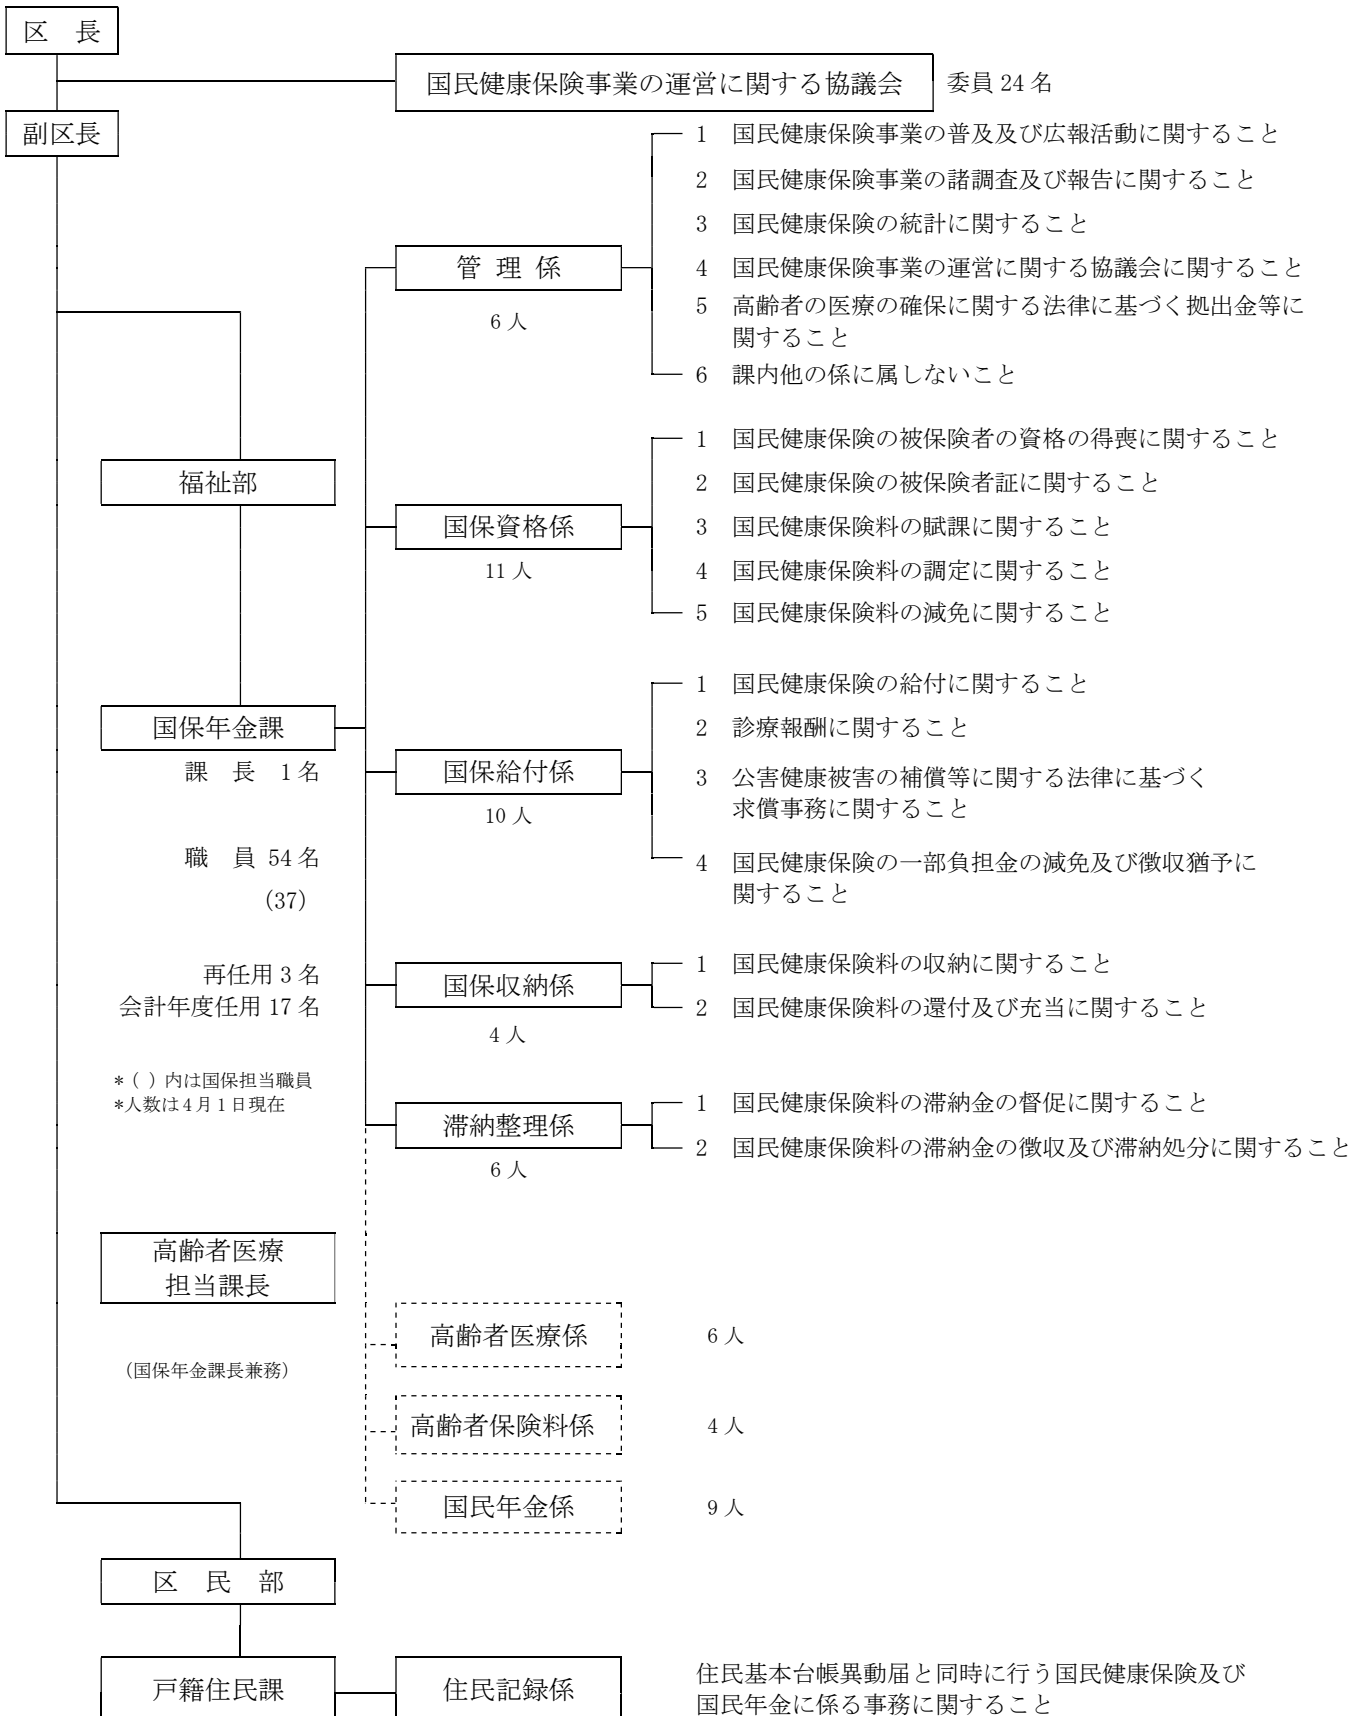 区　長
国民健康保険事業の運営に関する協議会　委員 24 名
副区長
管 理 係
6 人
1　国民健康保険事業の普及及び広報活動に関すること
2　国民健康保険事業の諸調査及び報告に関すること
3　国民健康保険の統計に関すること
4　国民健康保険事業の運営に関する協議会に関すること
5　高齢者の医療の確保に関する法律に基づく拠出金等に
関すること
6　課内他の係に属しないこと
福祉部
国保資格係
11 人
1　国民健康保険の被保険者の資格の得喪に関すること
2　国民健康保険の被保険者証に関すること
3　国民健康保険料の賦課に関すること
4　国民健康保険料の調定に関すること
5　国民健康保険料の減免に関すること
国保年金課
課　長　1 名
職　員 54 名
(37)
再任用 3 名
会計年度任用 17 名
*（ ）内は国保担当職員
*人数は４月１日現在
国保給付係
10 人
1　国民健康保険の給付に関すること
2　診療報酬に関すること
3　公害健康被害の補償等に関する法律に基づく
求償事務に関すること
4　国民健康保険の一部負担金の減免及び徴収猶予に
関すること
国保収納係
4 人
1　国民健康保険料の収納に関すること
2　国民健康保険料の還付及び充当に関すること
滞納整理係
6 人
1　国民健康保険料の滞納金の督促に関すること
2　国民健康保険料の滞納金の徴収及び滞納処分に関すること
高齢者医療
担当課長
(国保年金課長兼務)
高齢者医療係　6 人
高齢者保険料係　4 人
国民年金係　9 人
区　民　部
戸籍住民課
住民記録係
住民基本台帳異動届と同時に行う国民健康保険及び
国民年金に係る事務に関すること